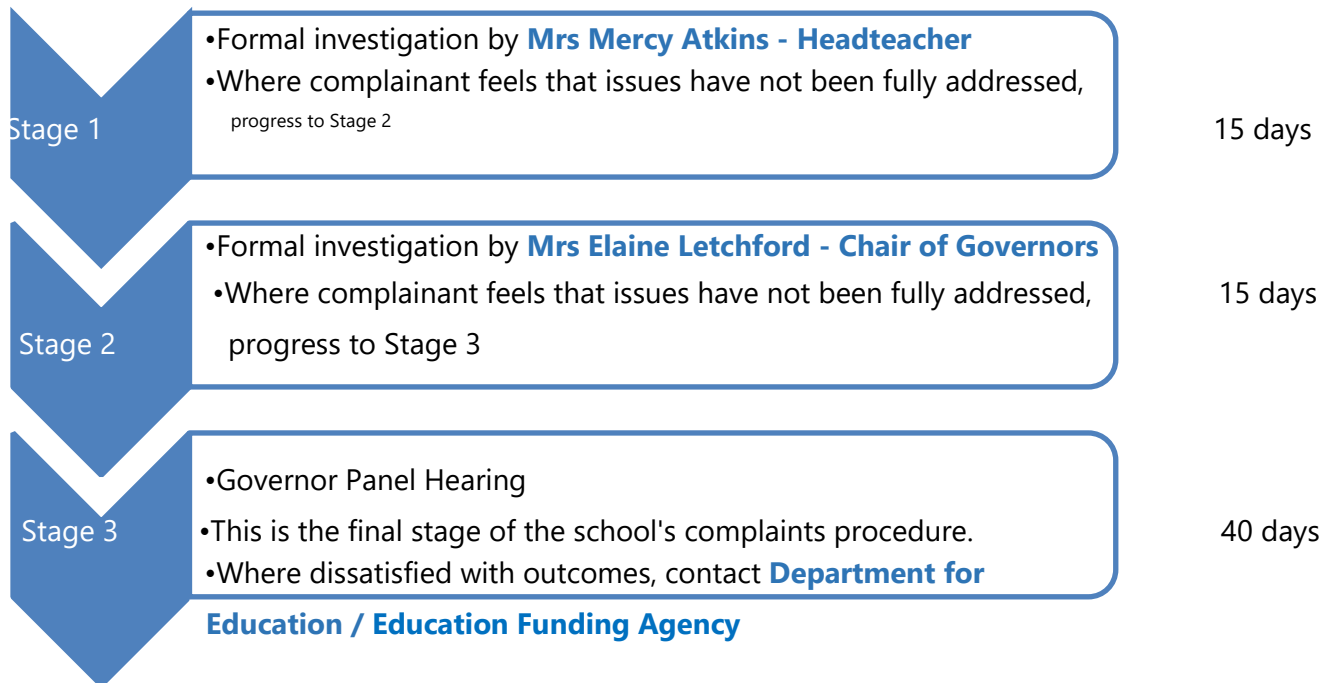 •Formal investigation by Mrs Mercy Atkins - Headteacher
•Where complainant feels that issues have not been fully addressed,
progress to Stage 2
Stage 1
15 days
•Formal investigation by Mrs Elaine Letchford - Chair of Governors
•Where complainant feels that issues have not been fully addressed,
progress to Stage 3
Stage 2
15 days
•Governor Panel Hearing
•This is the final stage of the school's complaints procedure.
•Where dissatisfied with outcomes, contact Department for
Education / Education Funding Agency
Stage 3
40 days